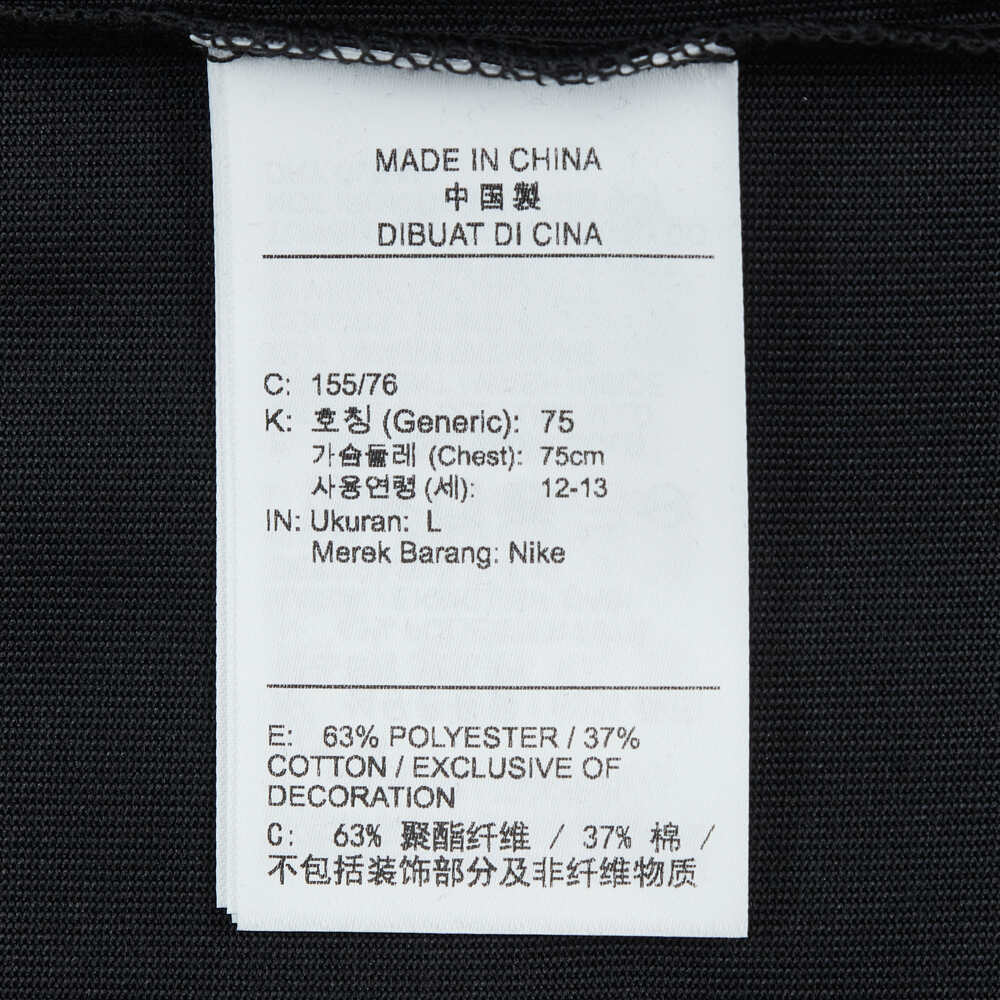 MADE IN CHINA
中国製
DIBUAT DI CINA
C: 155/76
K: 호칭 (Generic): 75
가슴둘레 (Chest): 75cm
사용연령 (세): 12-13
IN: Ukuran: L
Merek Barang: Nike
E: 63% POLYESTER / 37%
COTTON / EXCLUSIVE OF
DECORATION
C: 63% 聚酯纤维 / 37% 棉 /
不包括装饰部分及非纤维物质